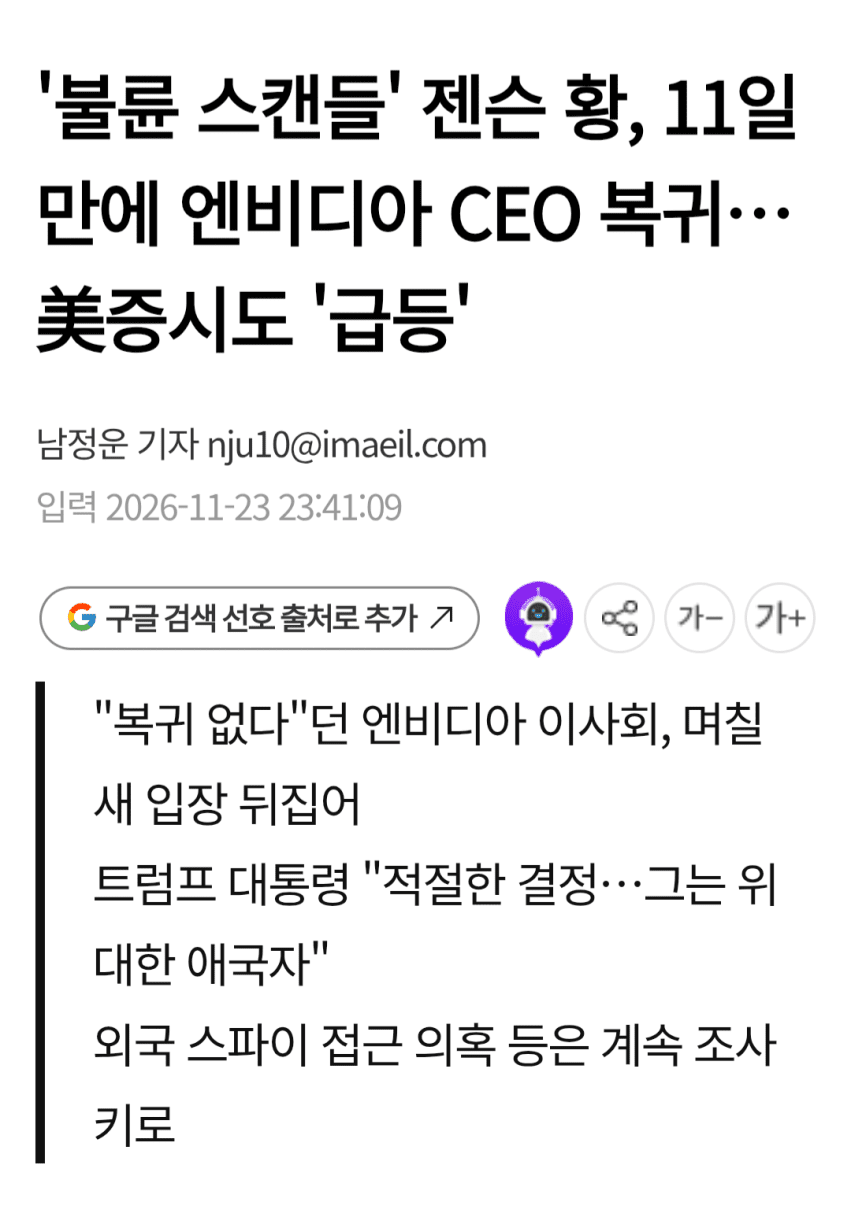 '불륜 스캔들' 젠슨 황, 11일
만에 엔비디아 CEO 복귀…
美증시도 '급등'
남정운 기자 nju10@imaeil.com
입력 2026-11-23 23:41:09
구글 검색 선호 출처로 추가
가- 가+
"복귀 없다"던 엔비디아 이사회, 며칠
새 입장 뒤집어
트럼프 대통령 "적절한 결정…그는 위
대한 애국자"
외국 스파이 접근 의혹 등은 계속 조사
키로